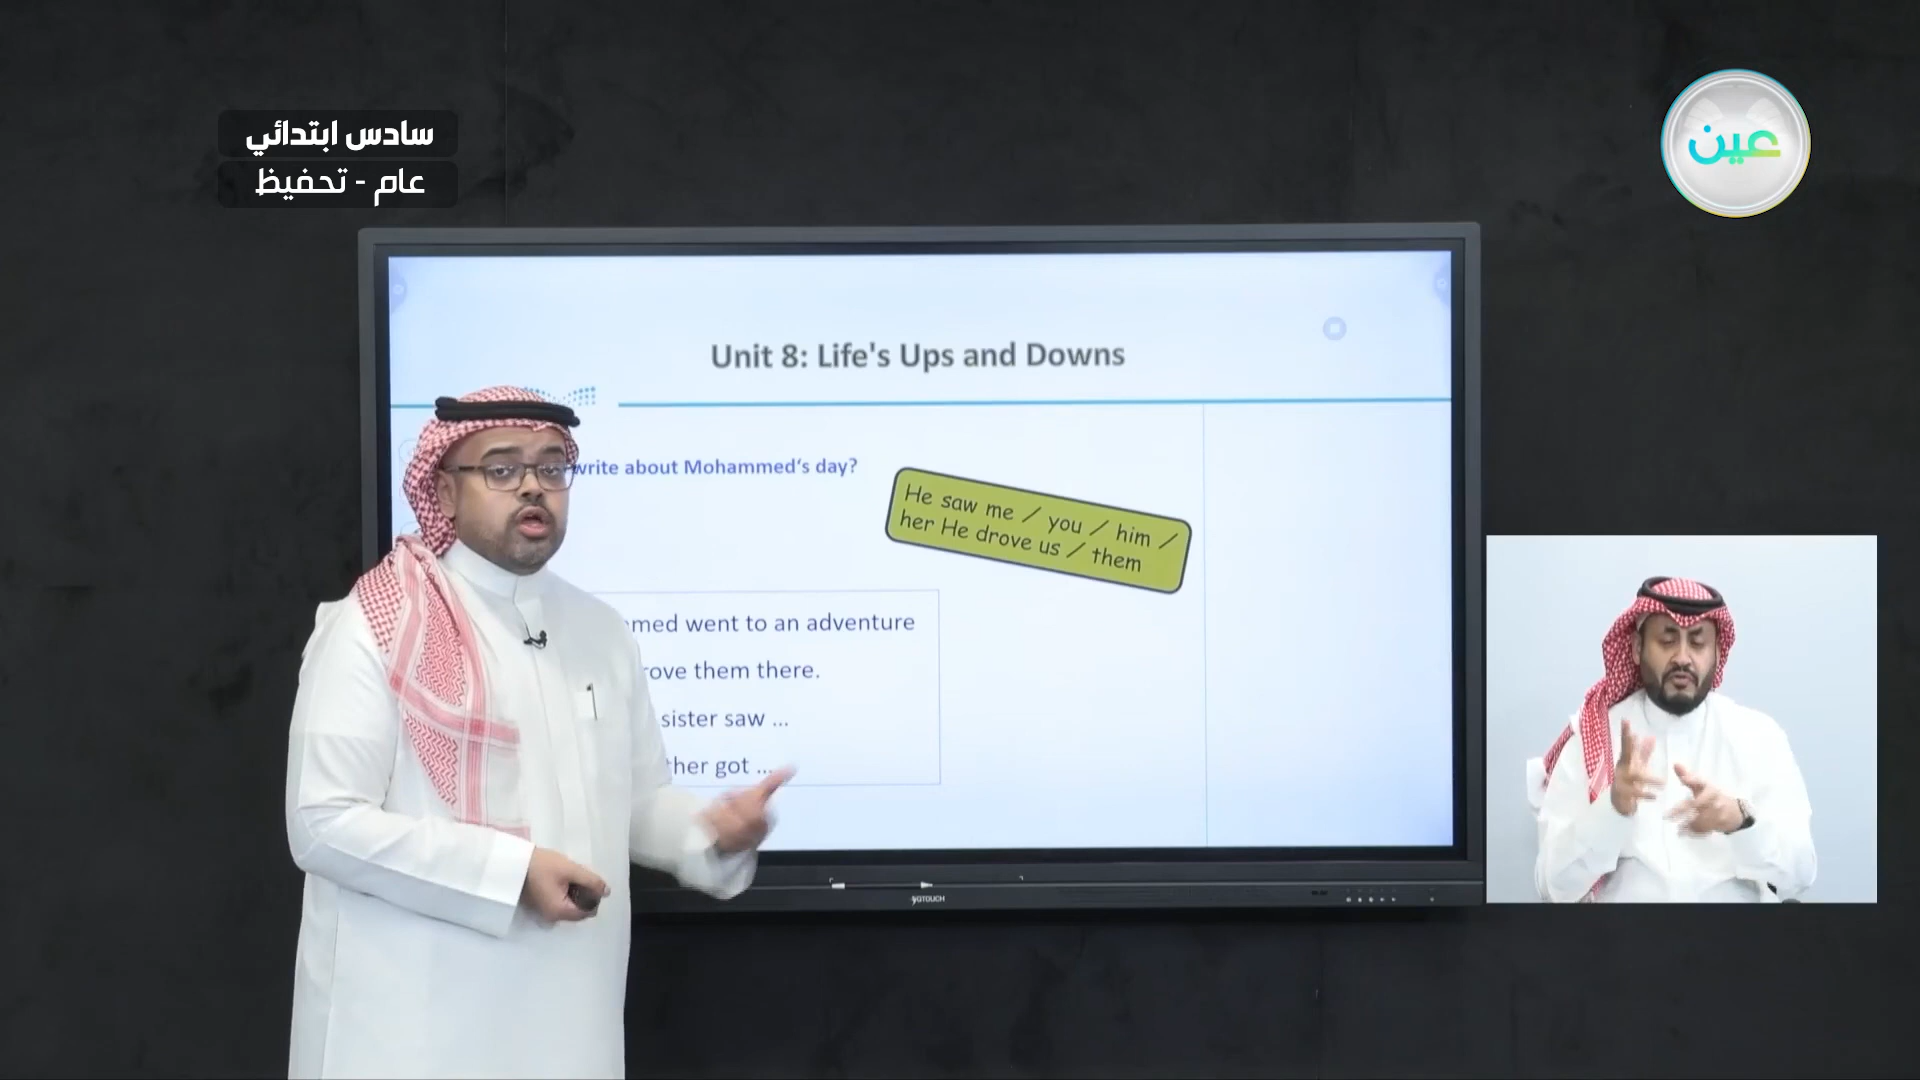 سادس ابتدائي
عام - تحفيظ
عين
Unit 8: Life's Ups and Downs
write about Mohammed's day?
He saw me / you / him /
her He drove us / them
med went to an adventure
rove them there.
sister saw ...
ther got ...